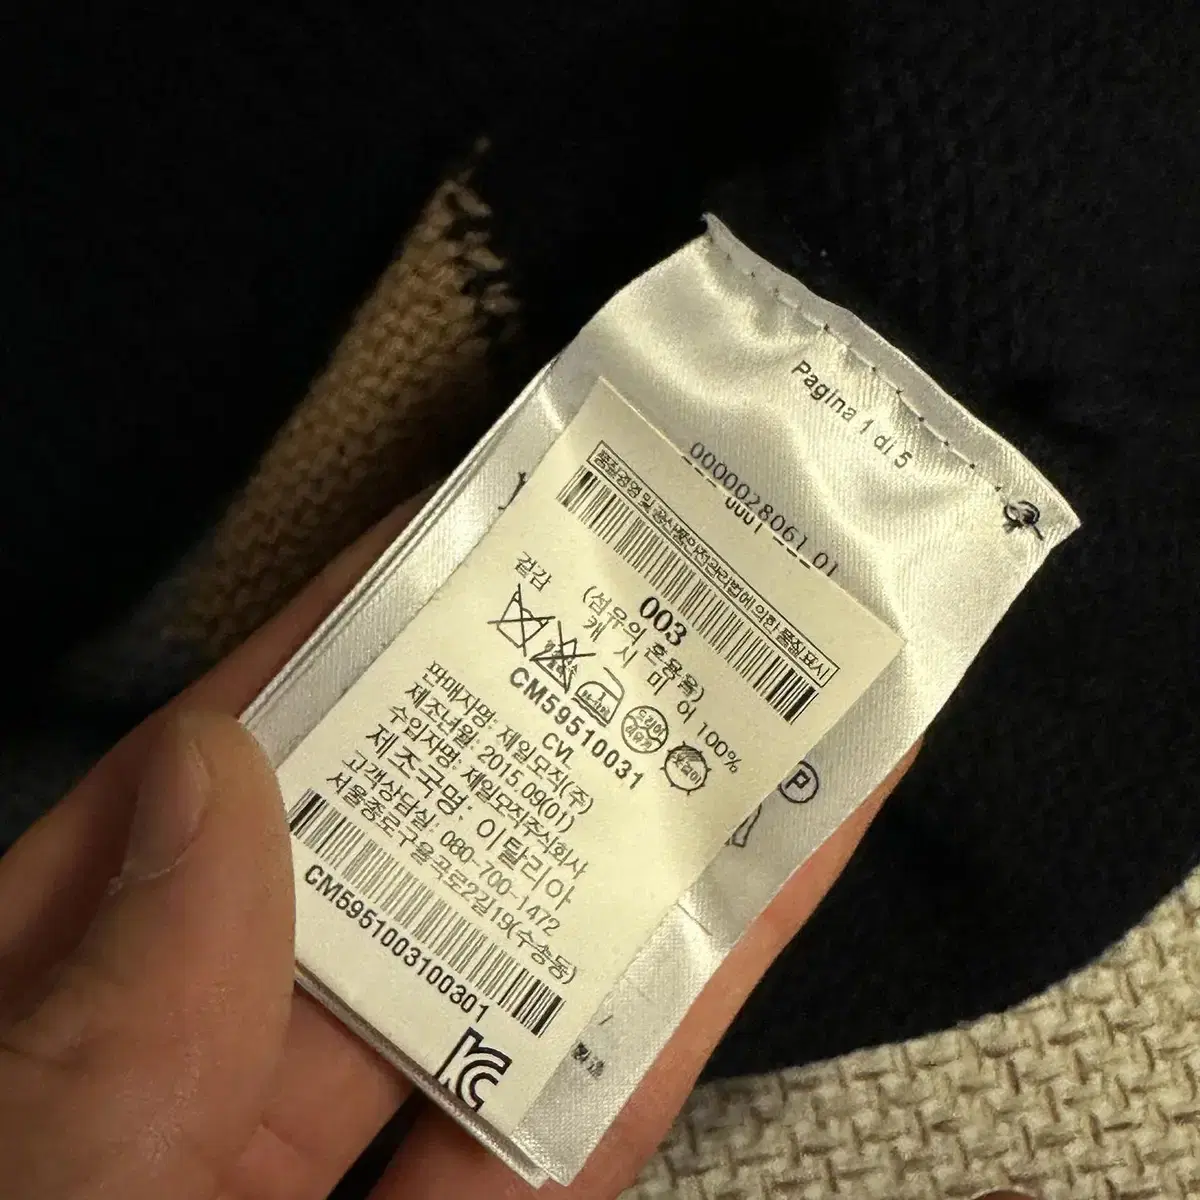 Pagina 1 di 5
0000028061 01
0001
품질경영 및 공산품안전관리법에 의한 품질표시
003
(섬유의 혼용율)
겉감 캐 시 미 어 100%
CM59510031
CVL
판매자명: 제일모직(주)
제조년월: 2015.09(01)
수입자명: 제일모직주식회사
제조국명: 이탈리아
고객상담실: 080-700-1472
서울종로구율곡로2길19(수송동)
CM5951003100301
KC
P